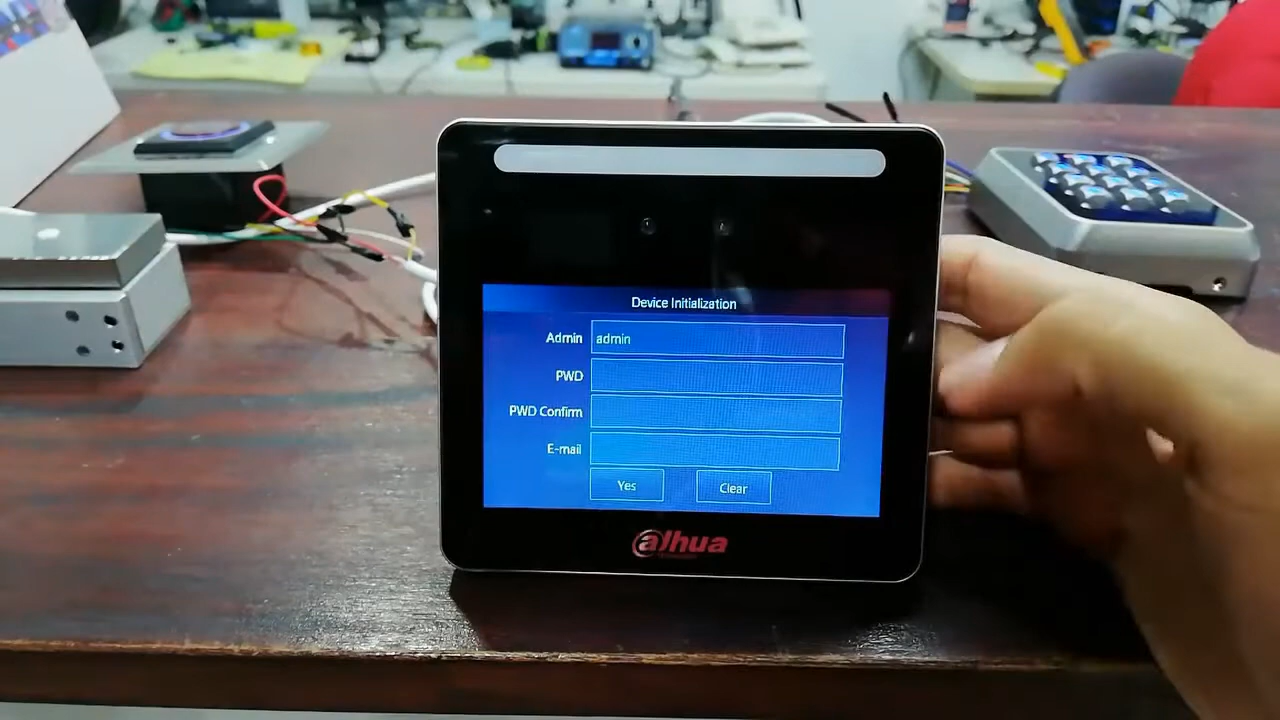 Device Initialization
Admin admin
PWD
PWD Confirm
E-mail
Yes Clear
alhua